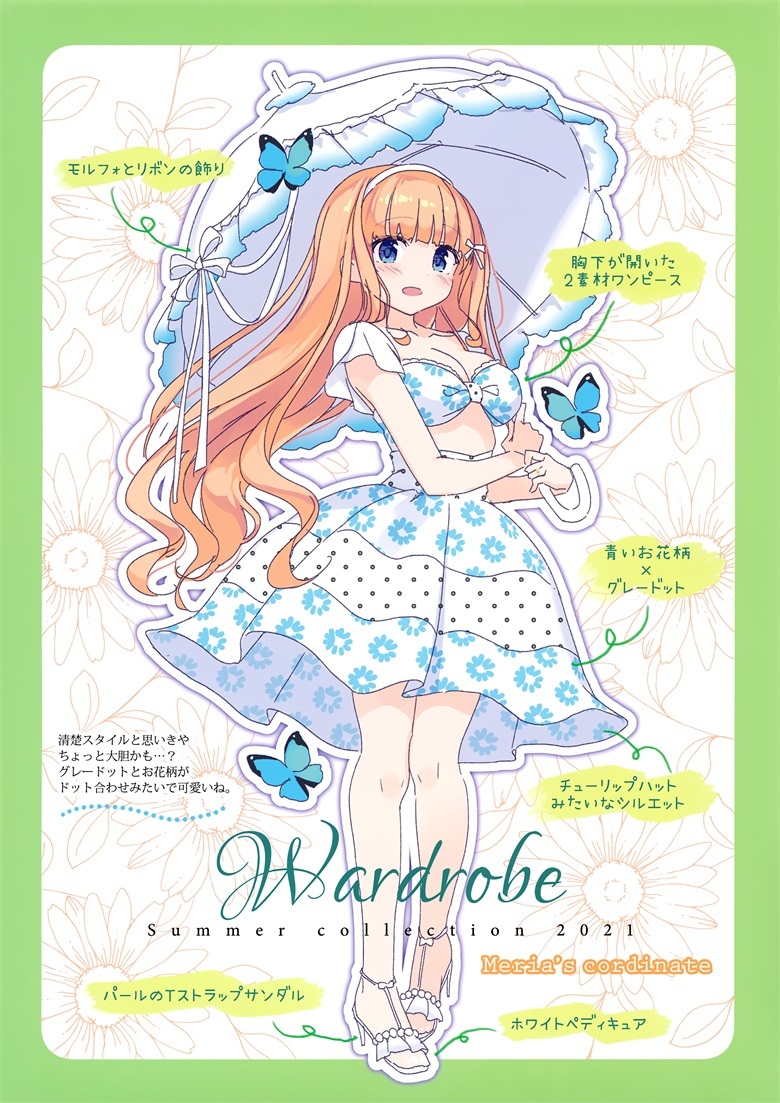 モルフォとリボンの飾り
胸下が開いた
2素材ワンピース
青いお花柄
×
グレードット
清楚スタイルと思いきや
ちょっと大胆かも…?
グレードットとお花柄が
ドット合わせみたいで可愛いね。
チューリップハット
みたいなシルエット
Wardrobe
Summer collection 2021
Meria's cordinate
パールのTストラップサンダル
ホワイトペディキュア